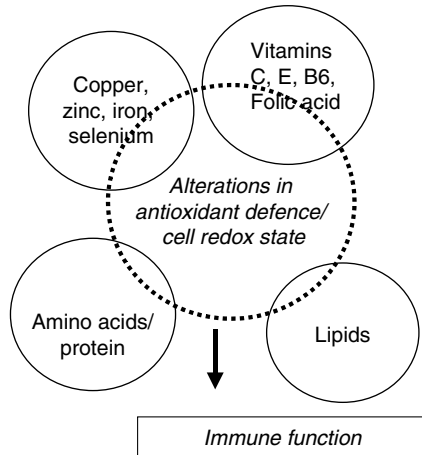 Copper,
zinc, iron,
selenium
Vitamins
C, E, B6,
Folic acid
Alterations in
antioxidant defence/
cell redox state
Amino acids/
protein
Lipids
Immune function